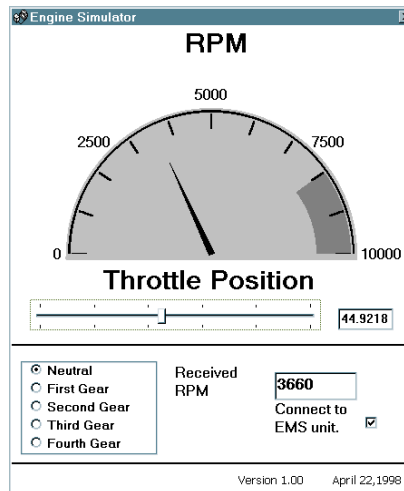 Engine Simulator
RPM
5000
2500 7500
0 10000
Throttle Position
44.9218
Neutral
First Gear
Second Gear
Third Gear
Fourth Gear
Received
RPM
3660
Connect to
EMS unit.
Version 1.00 April 22,1998